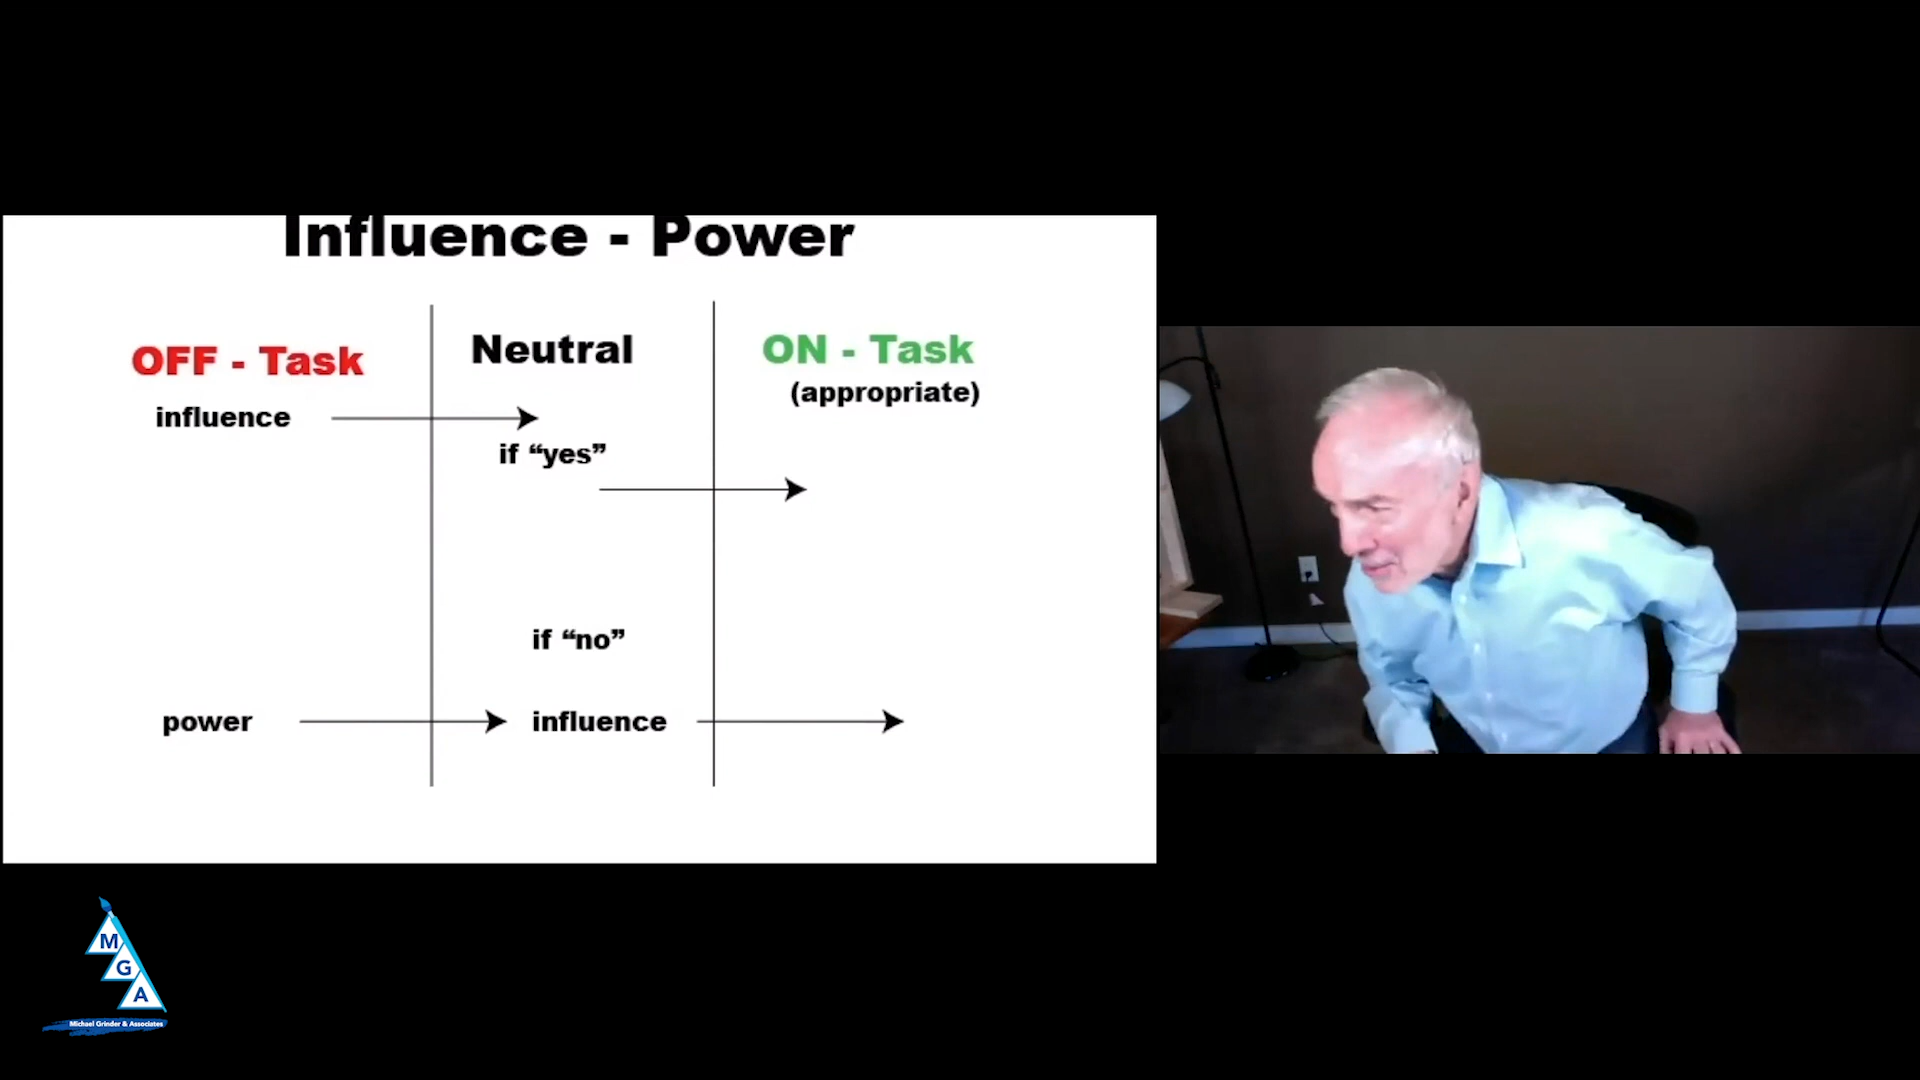 Influence - Power
OFF - Task
Neutral
ON - Task
(appropriate)
influence
if “yes”
if “no”
power
influence
M
G
A
Michael Grinder & Associates